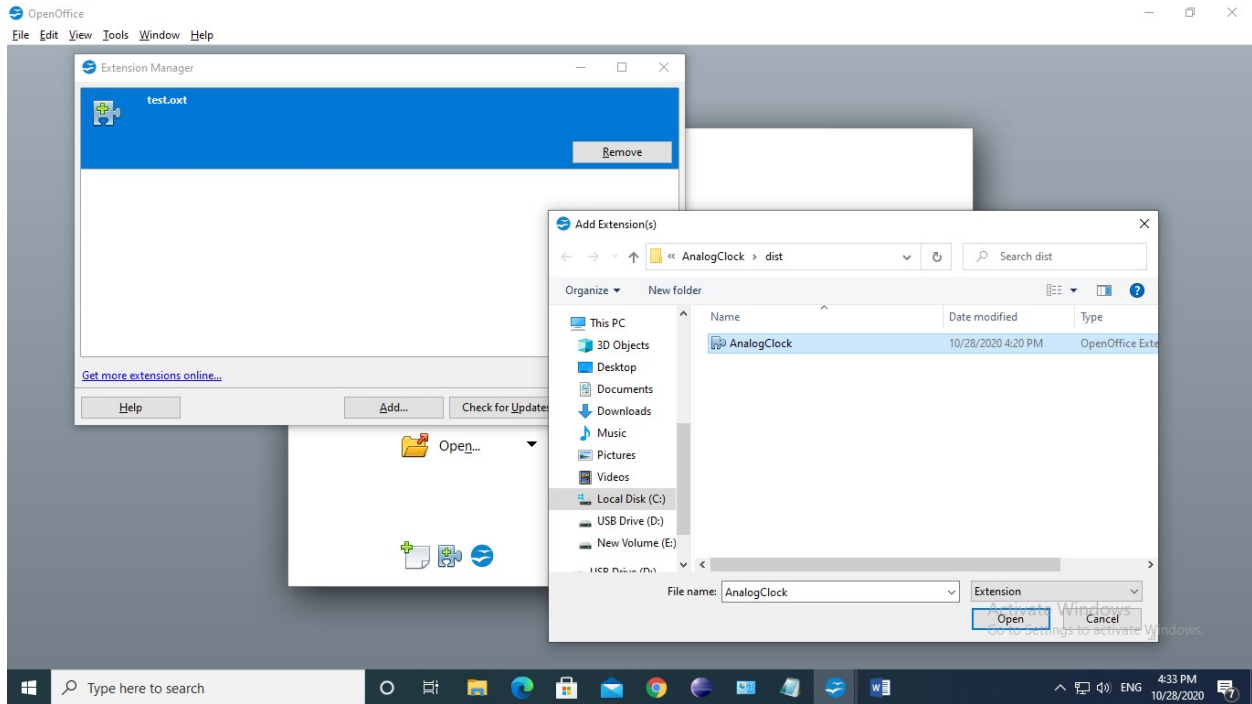 OpenOffice
File Edit View Tools Window Help
Extension Manager
test.oxt
Remove
Get more extensions online...
Help
Add...
Check for Updates
Open...
Add Extension(s)
« AnalogClock › dist
Search dist
Organize
New folder
Name
Date modified
Type
This PC
3D Objects
Desktop
Documents
Downloads
Music
Pictures
Videos
Local Disk (C:)
USB Drive (D:)
New Volume (E:)
USB Drive (D:)
AnalogClock
10/28/2020 4:20 PM
OpenOffice Exte
File name:
AnalogClock
Extension
Open
Cancel
Activate Windows
Go to Settings to activate Windows.
Type here to search
ENG
4:33 PM
10/28/2020
7